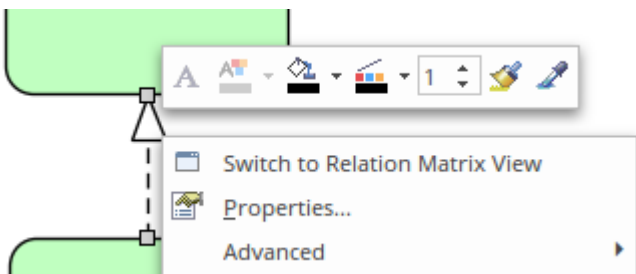 A A
1
Switch to Relation Matrix View
Properties...
Advanced